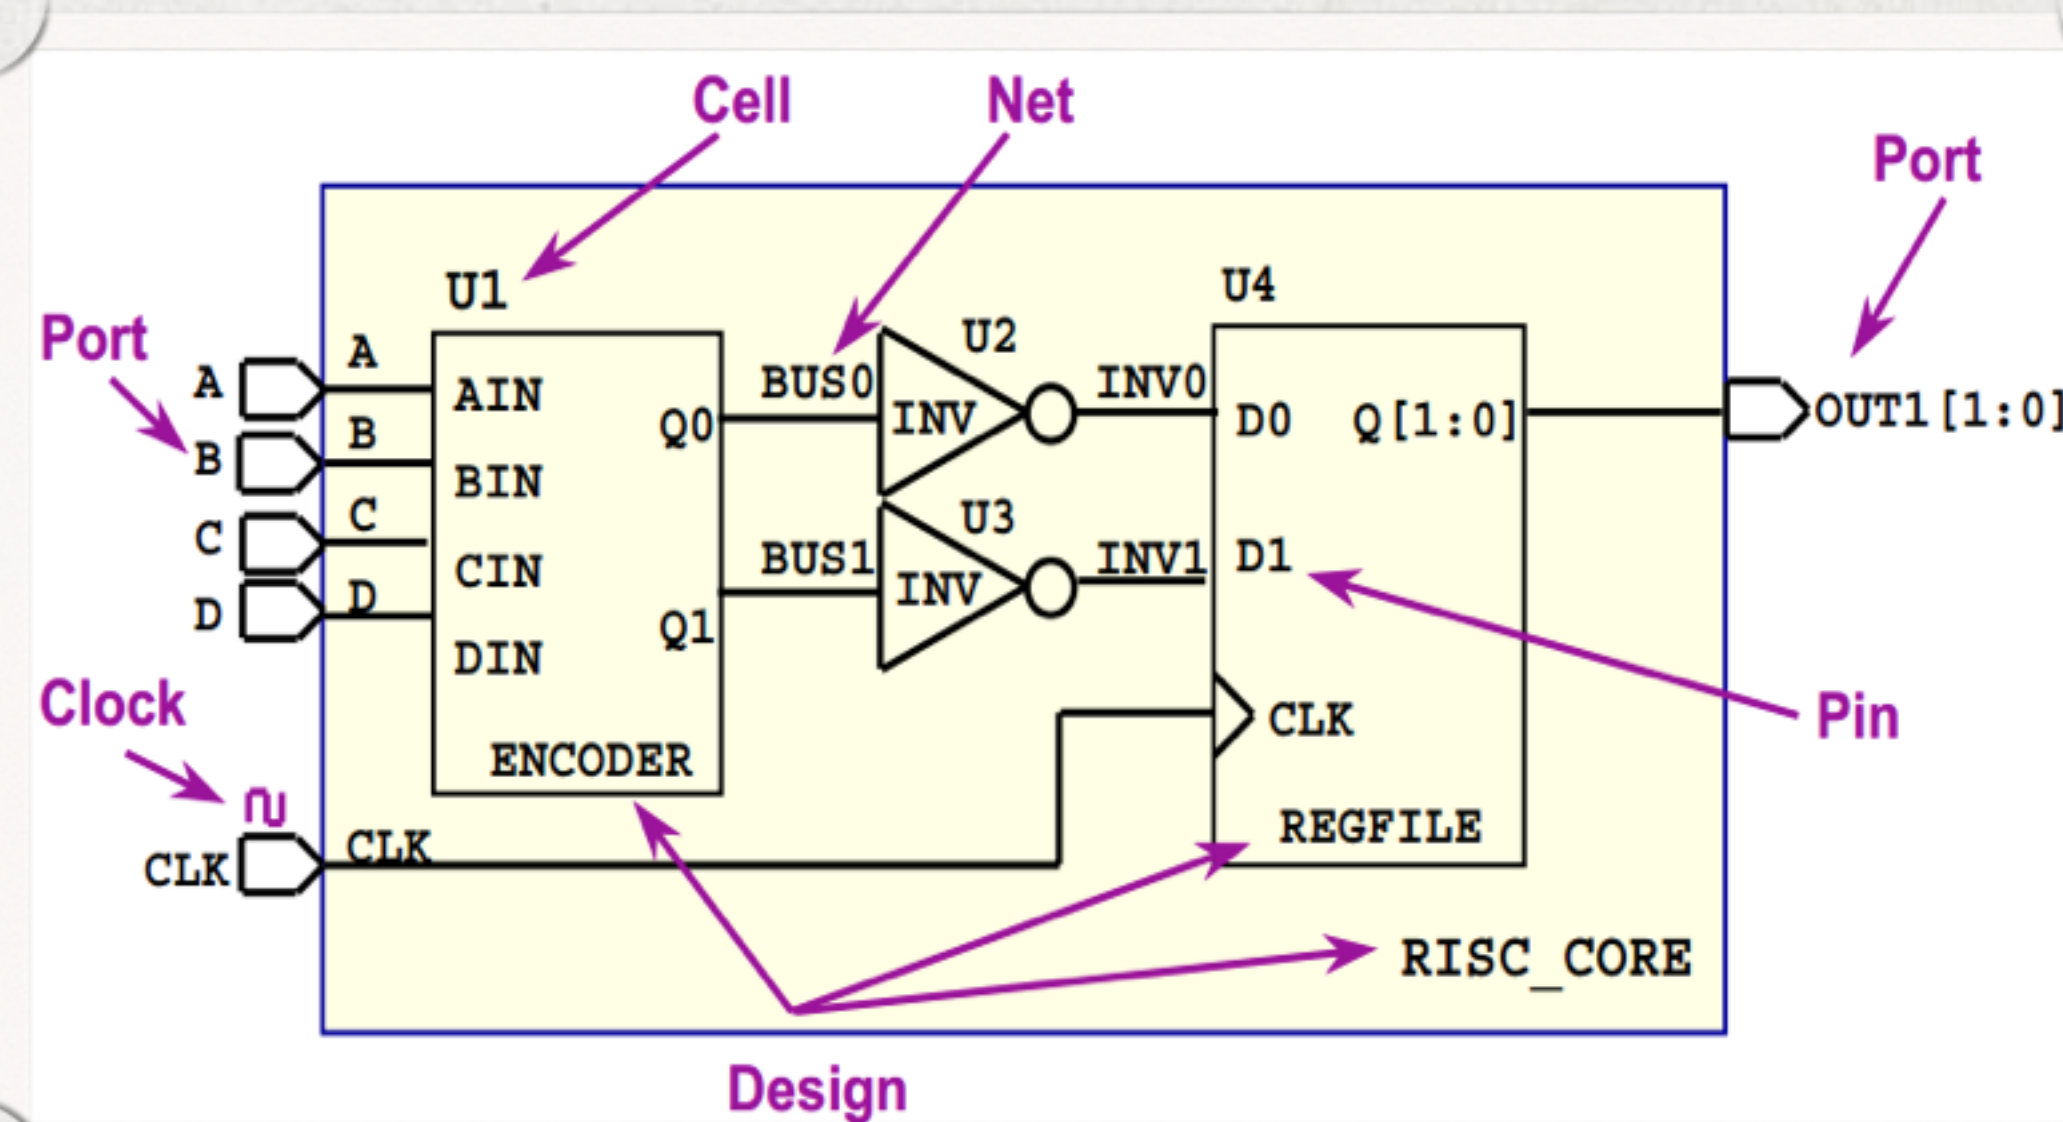 Cell
Net
Port
U1
U4
Port
U2
A
A
AIN
BUS0
INV
INV0
D0
Q[1:0]
OUT1[1:0]
Q0
B
B
BIN
U3
C
C
CIN
BUS1
INV
INV1
D1
D
D
DIN
Q1
Clock
CLK
Pin
ENCODER
REGFILE
CLK
CLK
RISC_CORE
Design